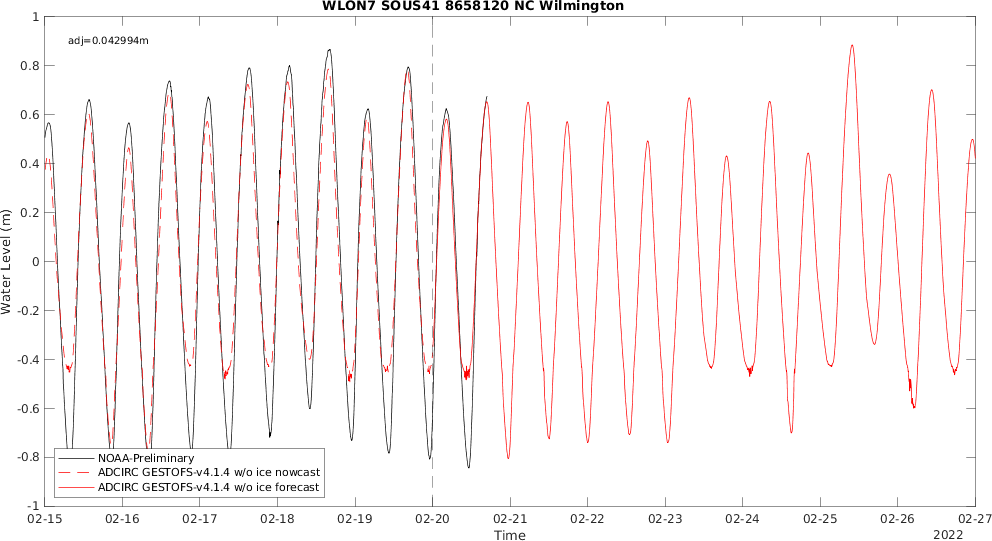 WLON7 SOUS41 8658120 NC Wilmington
adj=0.042994m
1
0.8
0.6
0.4
0.2
0
-0.2
-0.4
-0.6
-0.8
-1
Water Level (m)
NOAA-Preliminary
ADCIRC GESTOFS-v4.1.4 w/o ice nowcast
ADCIRC GESTOFS-v4.1.4 w/o ice forecast
02-15 02-16 02-17 02-18 02-19 02-20 02-21 02-22 02-23 02-24 02-25 02-26 02-27
Time
2022